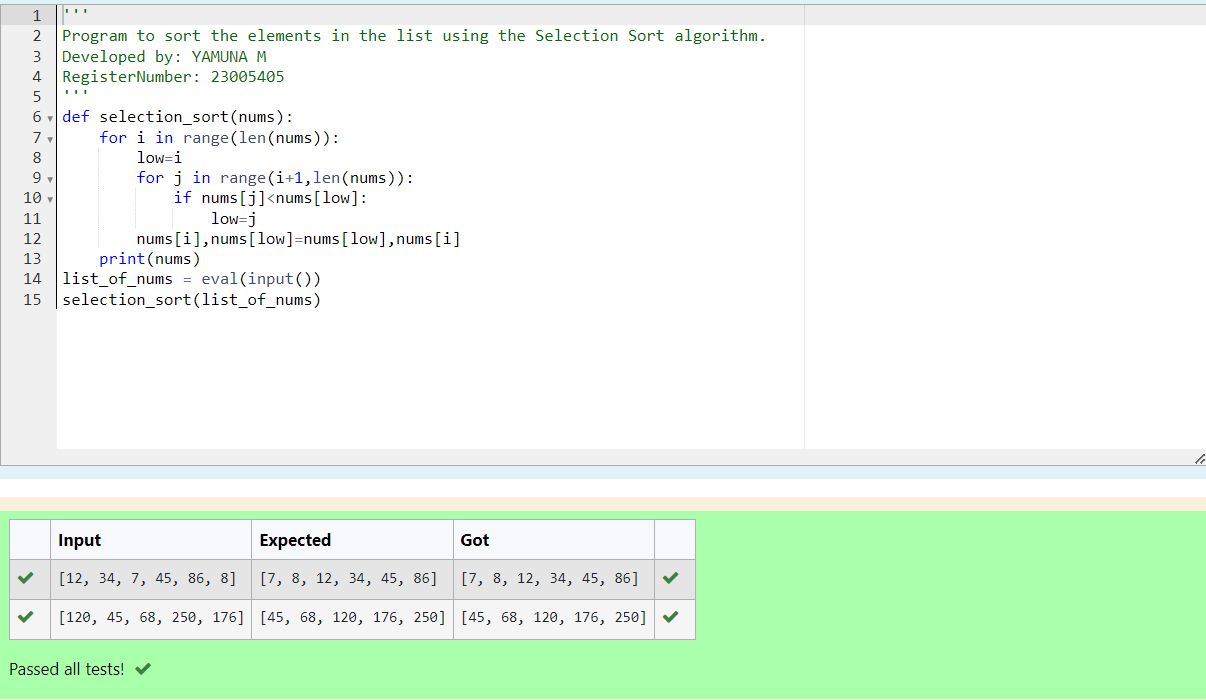 1 '''
2 Program to sort the elements in the list using the Selection Sort algorithm.
3 Developed by: YAMUNA M
4 RegisterNumber: 23005405
5 '''
6 def selection_sort(nums):
7     for i in range(len(nums)):
8         low=i
9         for j in range(i+1,len(nums)):
10             if nums[j]<nums[low]:
11                 low=j
12         nums[i],nums[low]=nums[low],nums[i]
13     print(nums)
14 list_of_nums = eval(input())
15 selection_sort(list_of_nums)
Input Expected Got
[12, 34, 7, 45, 86, 8] [7, 8, 12, 34, 45, 86] [7, 8, 12, 34, 45, 86]
[120, 45, 68, 250, 176] [45, 68, 120, 176, 250] [45, 68, 120, 176, 250]
Passed all tests!